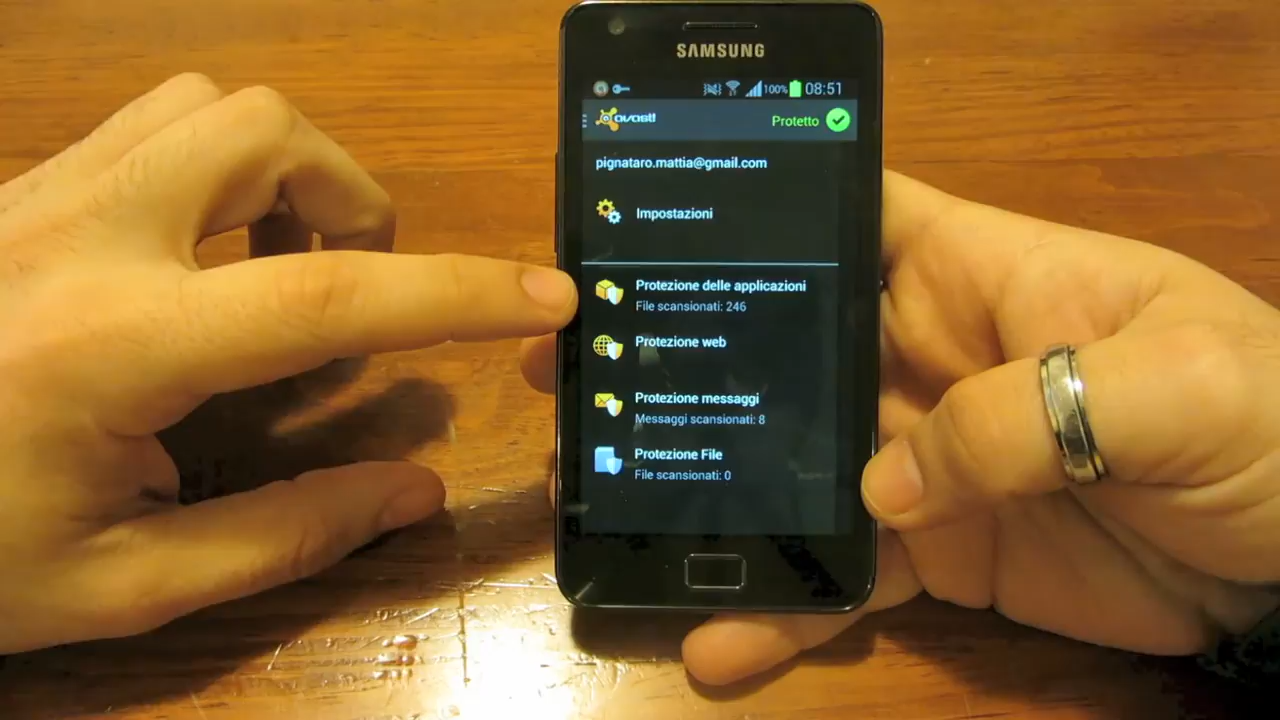 SAMSUNG
100% 08:51
avast! Protetto
pignataro.mattia@gmail.com
Impostazioni
Protezione delle applicazioni
File scansionati: 246
Protezione web
Protezione messaggi
Messaggi scansionati: 8
Protezione File
File scansionati: 0